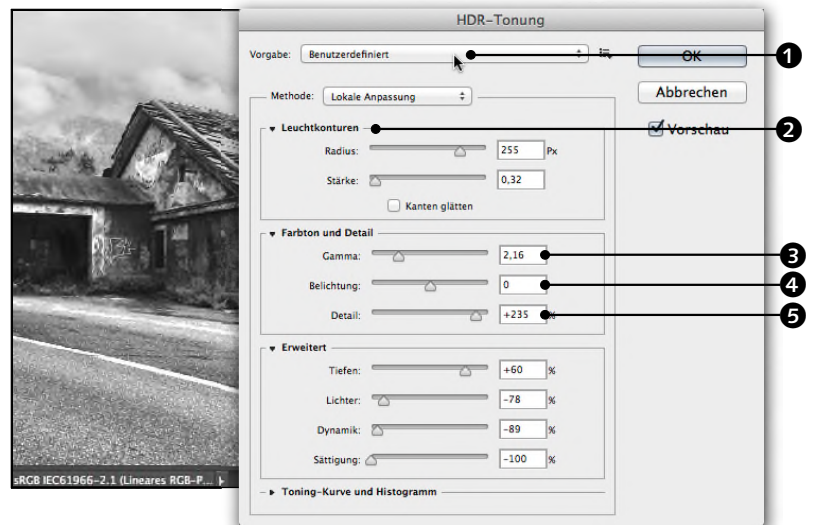 HDR-Tonung
Vorgabe: Benutzerdefiniert
OK
1
Methode: Lokale Anpassung
Abbrechen
Leuchtkonturen
Vorschau
2
Radius: 255 Px
Stärke: 0,32
Kanten glätten
Farbton und Detail
Gamma: 2,16
3
Belichtung: 0
4
Detail: +235 %
5
Erweitert
Tiefen: +60 %
Lichter: -78 %
Dynamik: -89 %
Sättigung: -100 %
sRGB IEC61966-2.1 (Lineares RGB-P...
Toning-Kurve und Histogramm